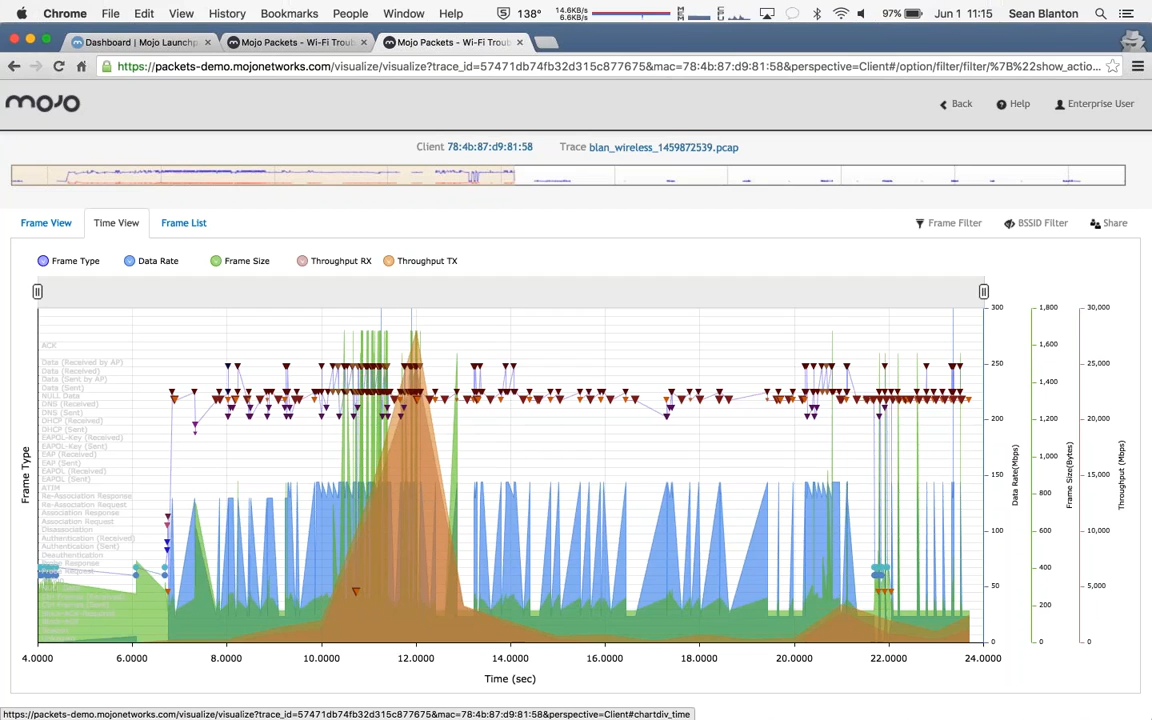 Chrome File Edit View History Bookmarks People Window Help 138° 14.6KB/s 6.6KB/s 97% Jun 1 11:15 Sean Blanton
Dashboard | Mojo Launchp × Mojo Packets - Wi-Fi Troub × Mojo Packets - Wi-Fi Troub ×
https://packets-demo.mojonetworks.com/visualize/visualize?trace_id=57471db74fb32d315c877675&mac=78:4b:87:d9:81:58&perspective=Client#/option/filter/filter/%7B%22show_actio...
mojo Back Help Enterprise User
Client 78:4b:87:d9:81:58 Trace blan_wireless_1459872539.pcap
Frame View Time View Frame List Frame Filter BSSID Filter Share
Frame Type Data Rate Frame Size Throughput RX Throughput TX
300 1,800 30,000
ACK
1,600
Data (Received by AP)
250 25,000
Data (Received)
Data (Sent by AP)
1,400
Data (Sent)
NULL Data
DNS (Received)
DNS (Sent)
200 1,200 20,000
DHCP (Received)
DHCP (Sent)
EAPOL-Key (Received)
EAPOL-Key (Sent)
EAP (Received)
1,000
EAP (Sent)
EAPOL (Received)
150 15,000
EAPOL (Sent)
ATIM
Re-Association Response
800
Re-Association Request
Association Response
Association Request
100 600 10,000
Disassociation
Authentication (Received)
Authentication (Sent)
Deauthentication
400
50 5,000
200
0 0 0
Frame Type
Data Rate(Mbps)
Frame Size(Bytes)
Throughput (Mbps)
4.0000 6.0000 8.0000 10.0000 12.0000 14.0000 16.0000 18.0000 20.0000 22.0000 24.0000
Time (sec)
https://packets-demo.mojonetworks.com/visualize/visualize?trace_id=57471db74fb32d315c877675&mac=78:4b:87:d9:81:58&perspective=Client#chartdiv_time